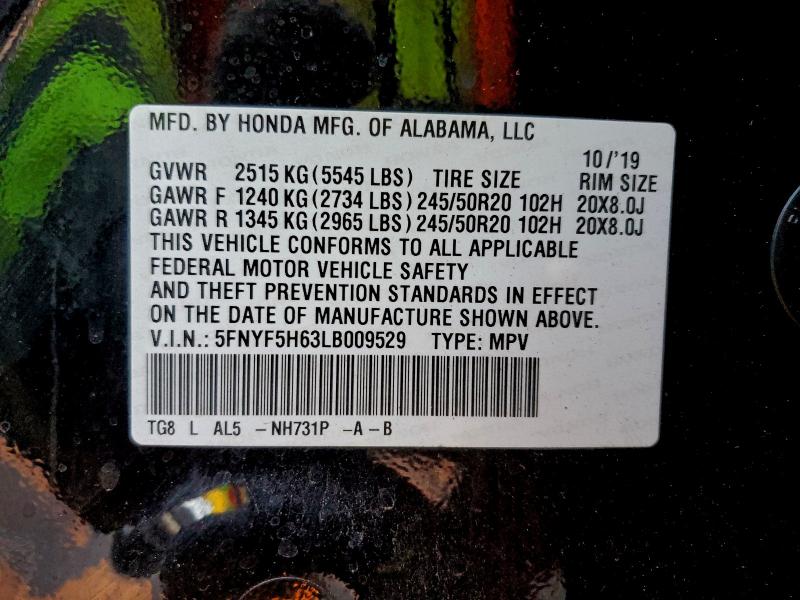 MFD. BY HONDA MFG. OF ALABAMA, LLC
10/'19
GVWR 2515 KG (5545 LBS) TIRE SIZE RIM SIZE
GAWR F 1240 KG (2734 LBS) 245/50R20 102H 20X8.0J
GAWR R 1345 KG (2965 LBS) 245/50R20 102H 20X8.0J
THIS VEHICLE CONFORMS TO ALL APPLICABLE
FEDERAL MOTOR VEHICLE SAFETY
AND THEFT PREVENTION STANDARDS IN EFFECT
ON THE DATE OF MANUFACTURE SHOWN ABOVE.
V.I.N.: 5FNYF5H63LB009529 TYPE: MPV
TG8 L AL5 - NH731P - A - B